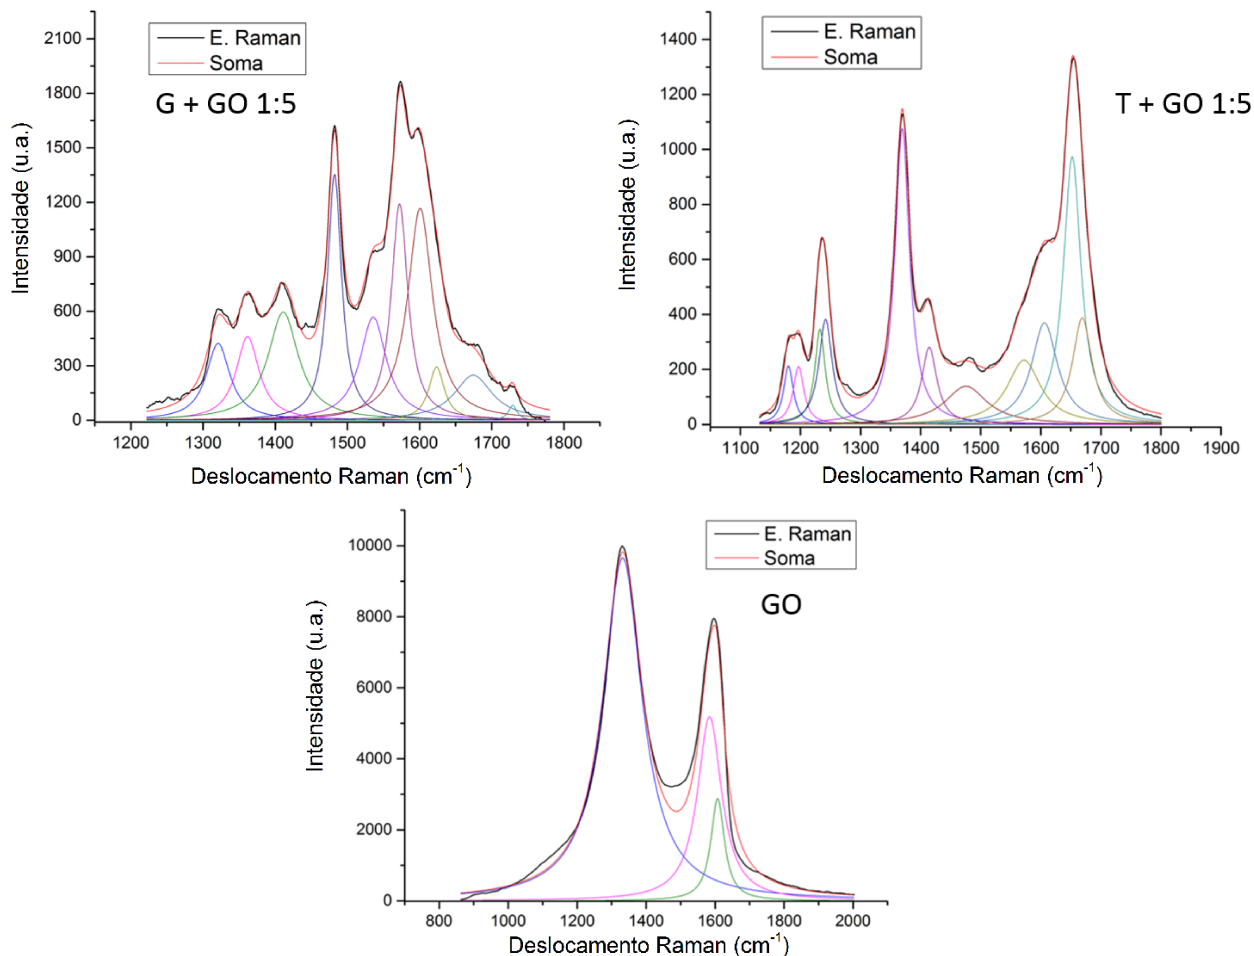 E. Raman
Soma
G + GO 1:5
Intensidade (u.a.)
2100
1800
1500
1200
900
600
300
0
1200 1300 1400 1500 1600 1700 1800
Deslocamento Raman (cm-1)
E. Raman
Soma
T + GO 1:5
Intensidade (u.a.)
1400
1200
1000
800
600
400
200
0
1100 1200 1300 1400 1500 1600 1700 1800 1900
Deslocamento Raman (cm-1)
E. Raman
Soma
GO
Intensidade (u.a.)
10000
8000
6000
4000
2000
0
800 1000 1200 1400 1600 1800 2000
Deslocamento Raman (cm-1)